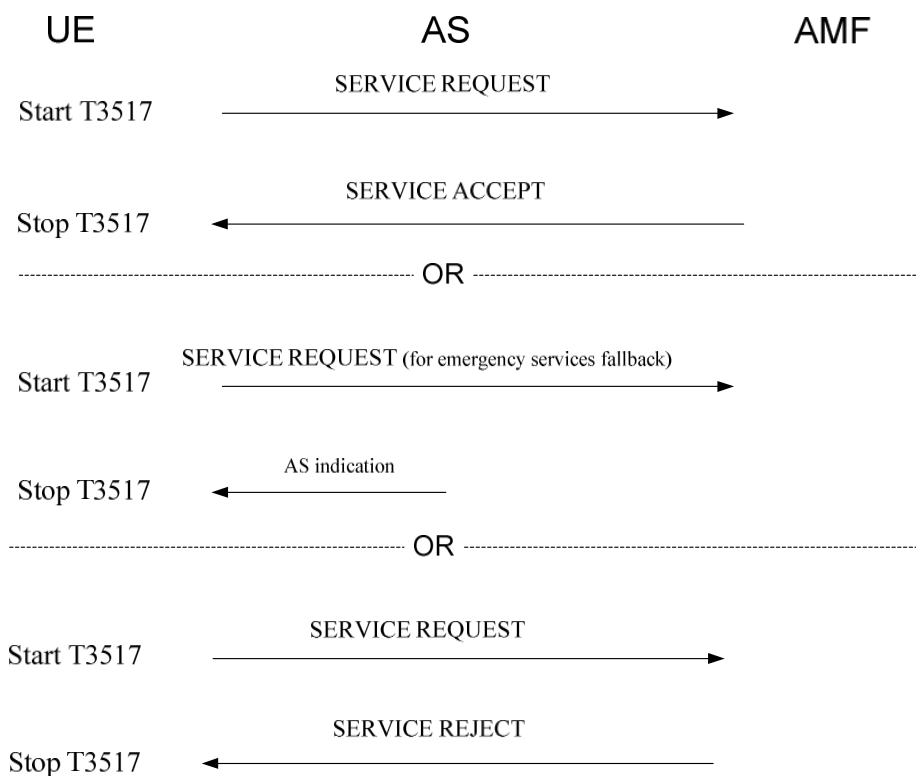 UE AS AMF
SERVICE REQUEST
Start T3517
SERVICE ACCEPT
Stop T3517
OR
SERVICE REQUEST (for emergency services fallback)
Start T3517
AS indication
Stop T3517
OR
SERVICE REQUEST
Start T3517
SERVICE REJECT
Stop T3517